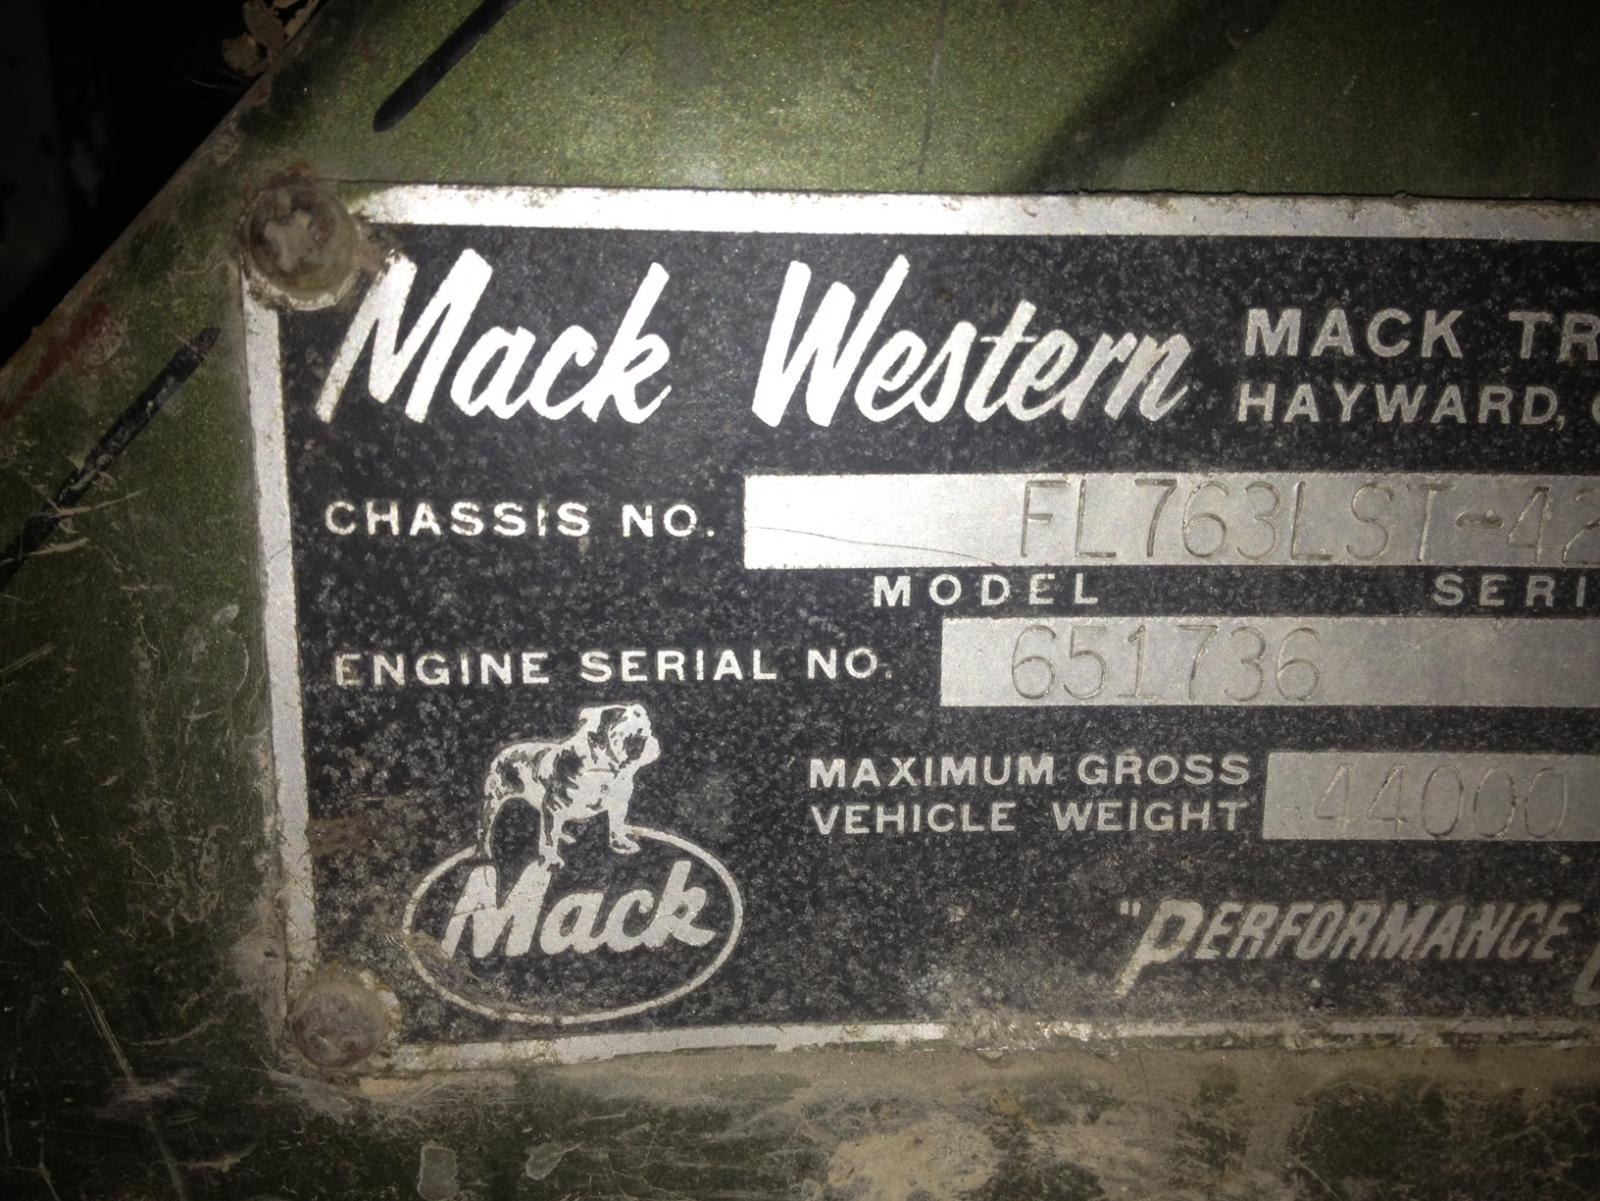 Mack Western MACK TR
HAYWARD,
CHASSIS NO. FL763LST-42
MODEL SERI
ENGINE SERIAL NO. 651736
MAXIMUM GROSS
VEHICLE WEIGHT 44000
Mack
"PERFORMANCE